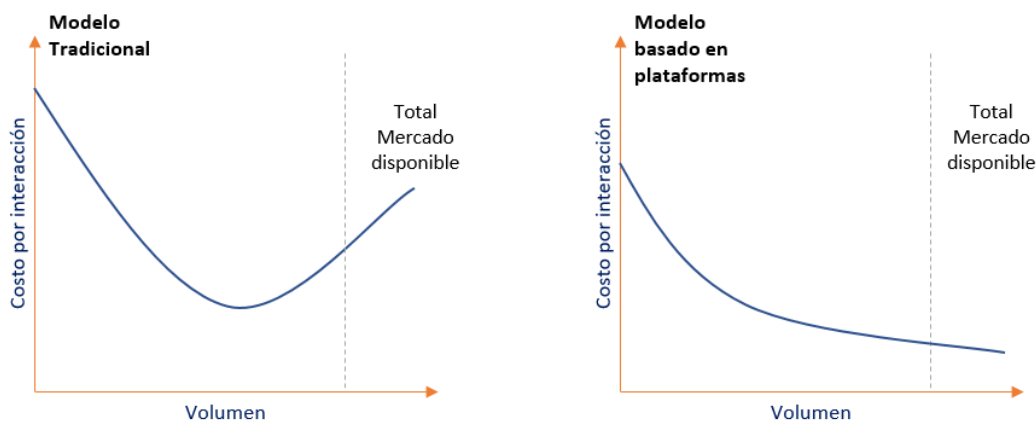 Modelo
Tradicional
Costo por interacción
Total
Mercado
disponible
Volumen
Modelo
basado en
plataformas
Costo por interacción
Total
Mercado
disponible
Volumen